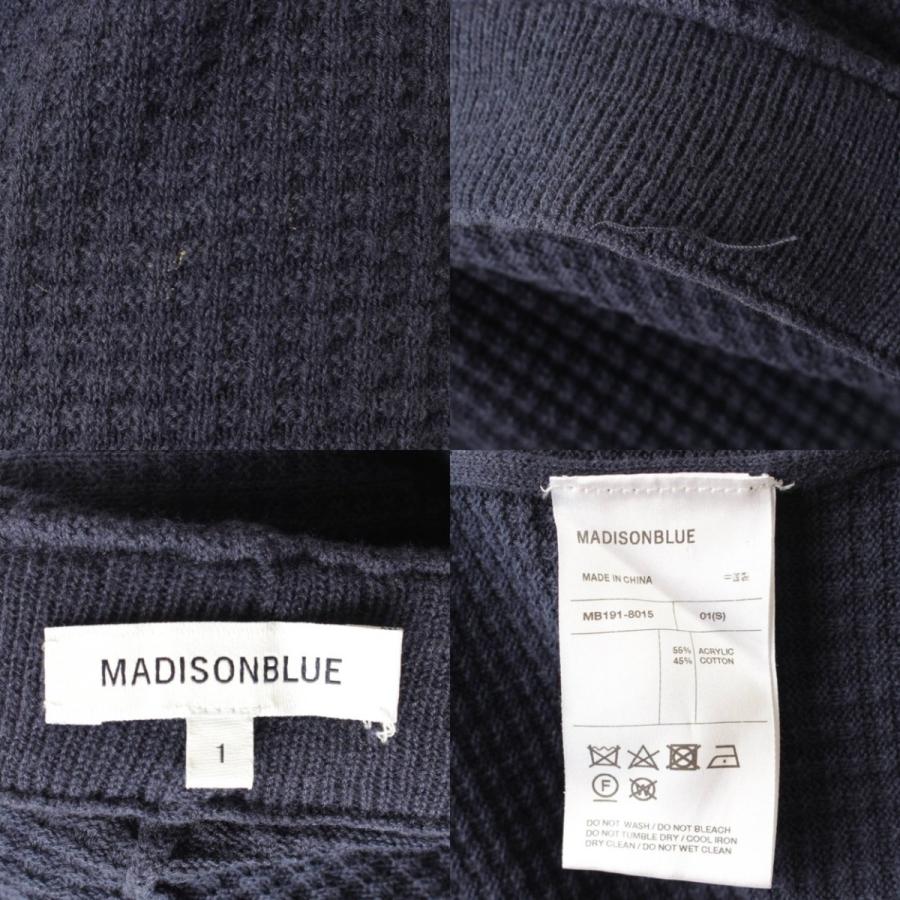 MADISONBLUE
1
MADISONBLUE
MADE IN CHINA
MB191-8015 01(S)
55% ACRYLIC
45% COTTON
F
W
DO NOT WASH / DO NOT BLEACH
DO NOT TUMBLE DRY / COOL IRON
DRY CLEAN / DO NOT WET CLEAN